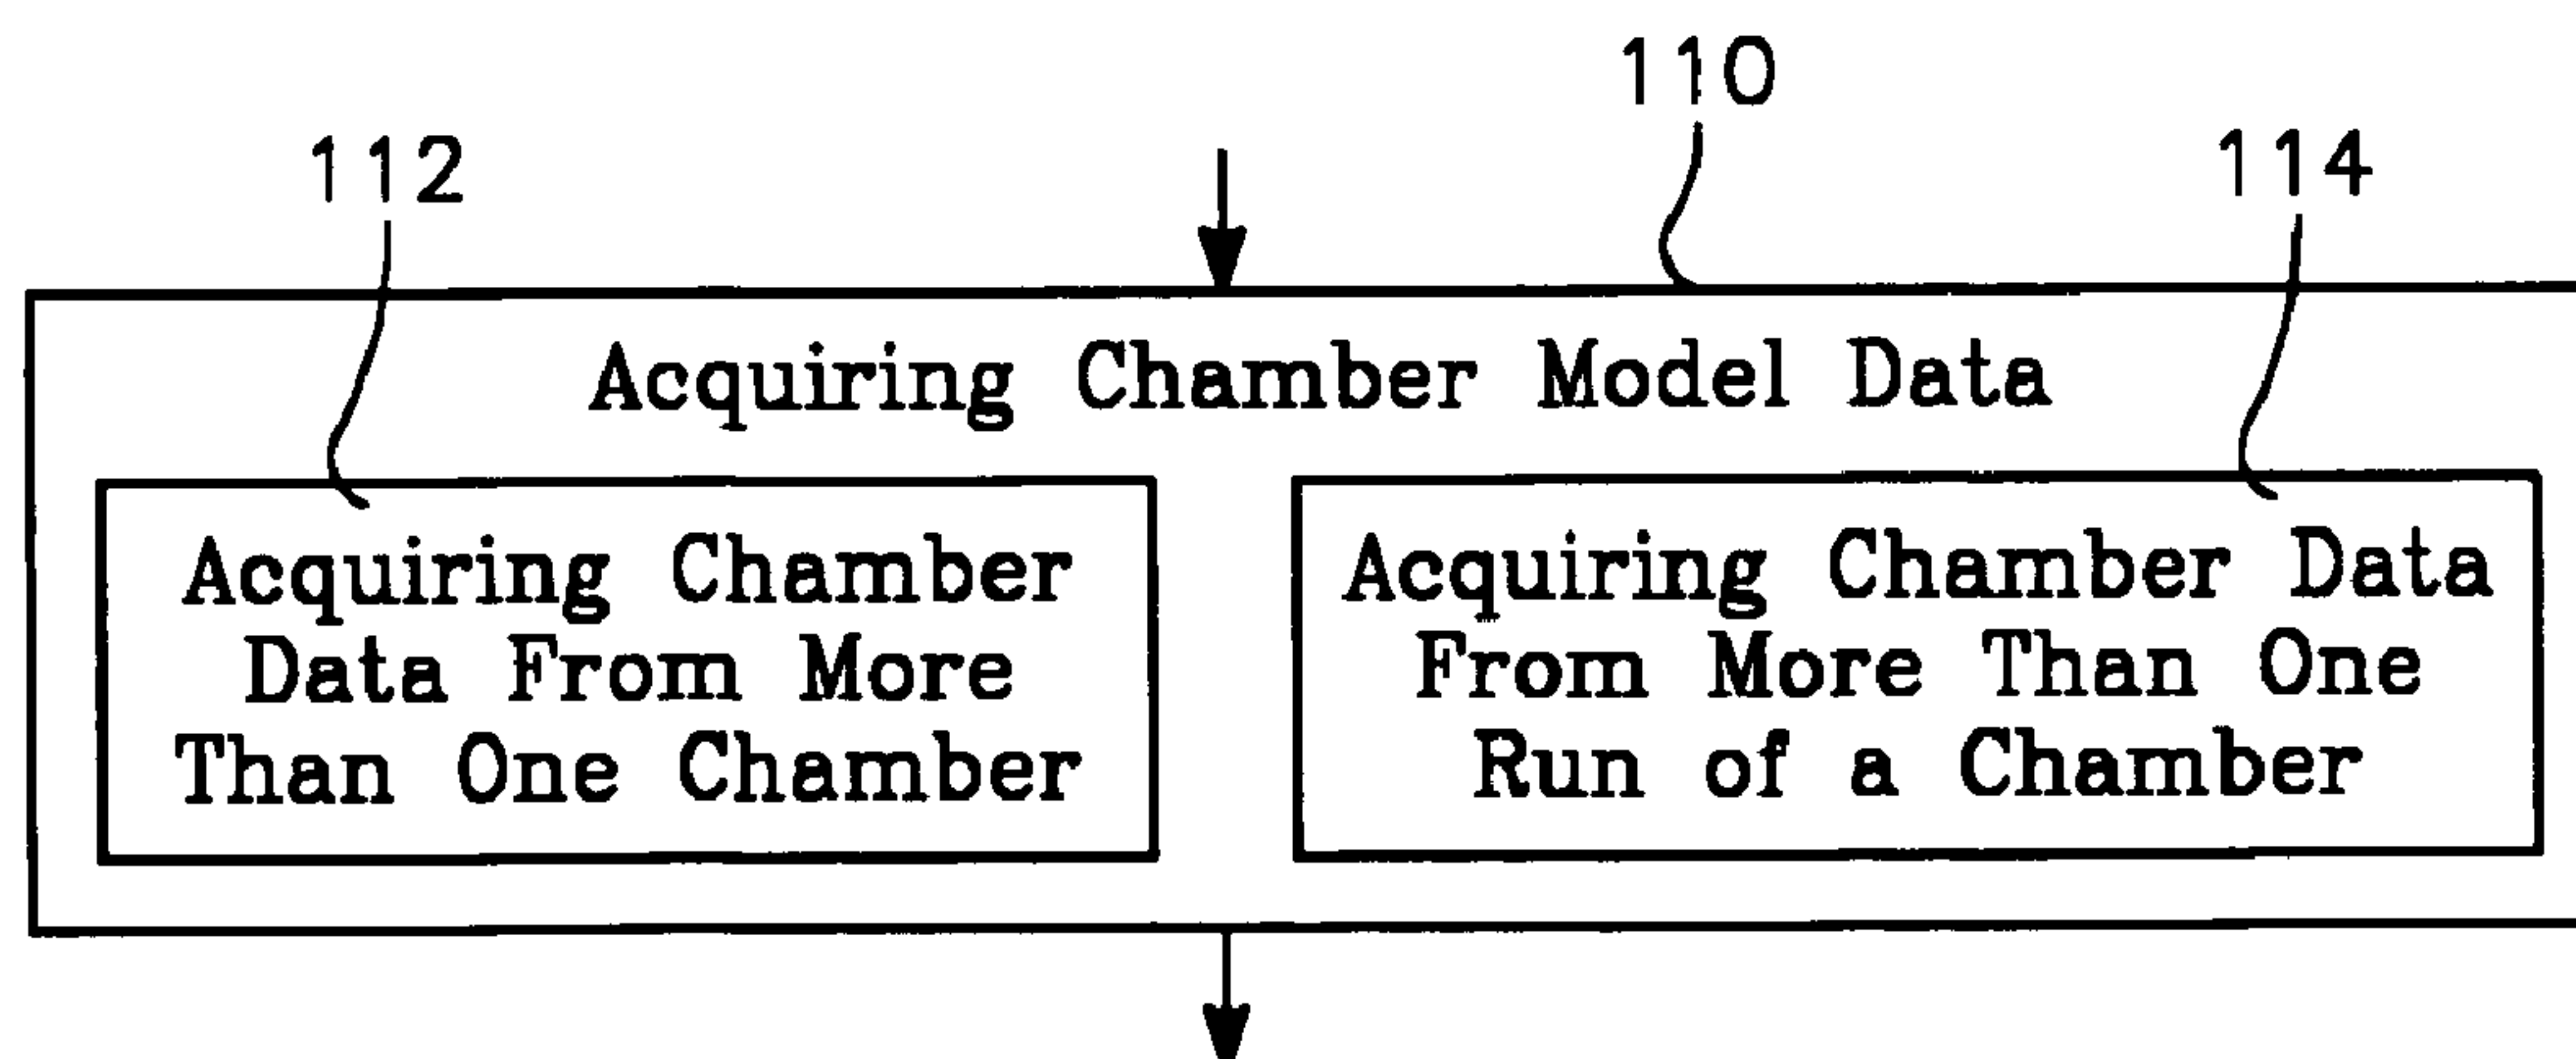 110
112
114
Acquiring Chamber Model Data
Acquiring Chamber
Data From More
Than One Chamber
Acquiring Chamber Data
From More Than One
Run of a Chamber